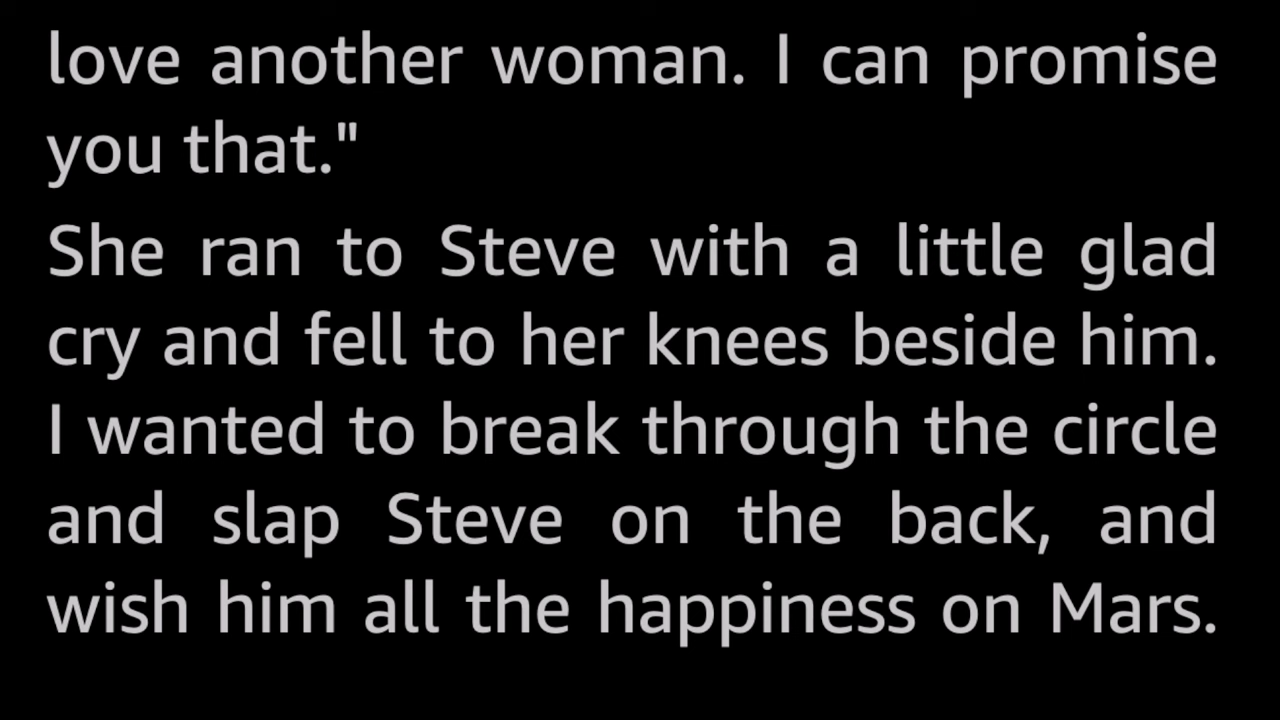 love another woman. I can promise
you that."
She ran to Steve with a little glad
cry and fell to her knees beside him.
I wanted to break through the circle
and slap Steve on the back, and
wish him all the happiness on Mars.